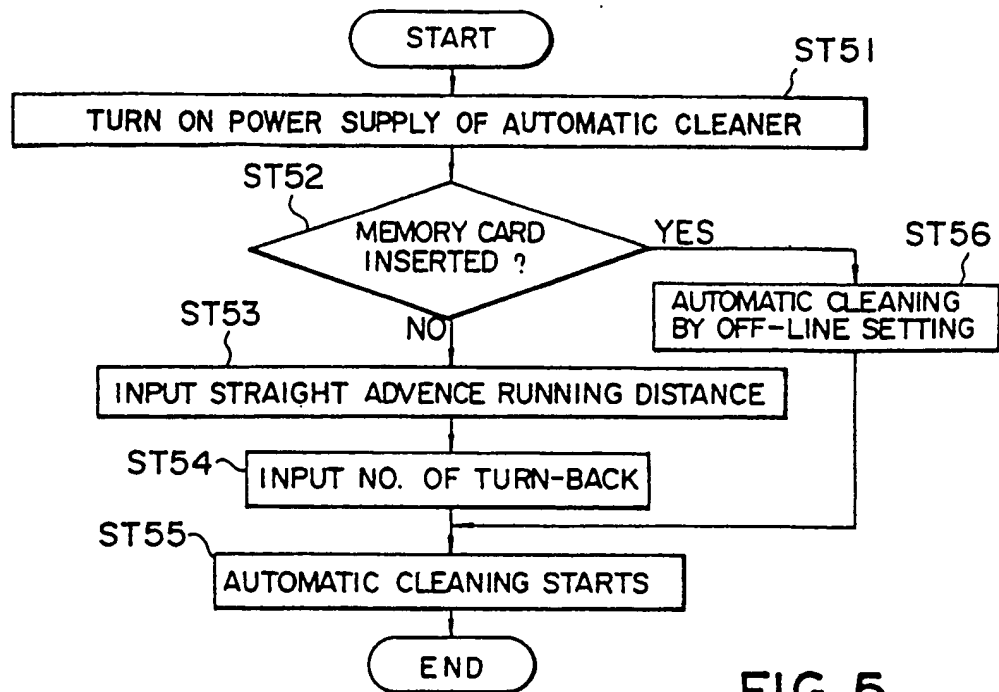 START
ST51
TURN ON POWER SUPPLY OF AUTOMATIC CLEANER
ST52
MEMORY CARD
INSERTED ?
YES
ST56
AUTOMATIC CLEANING
BY OFF-LINE SETTING
NO
ST53
INPUT STRAIGHT ADVENCE RUNNING DISTANCE
ST54
INPUT NO. OF TURN-BACK
ST55
AUTOMATIC CLEANING STARTS
END
FIG. 5